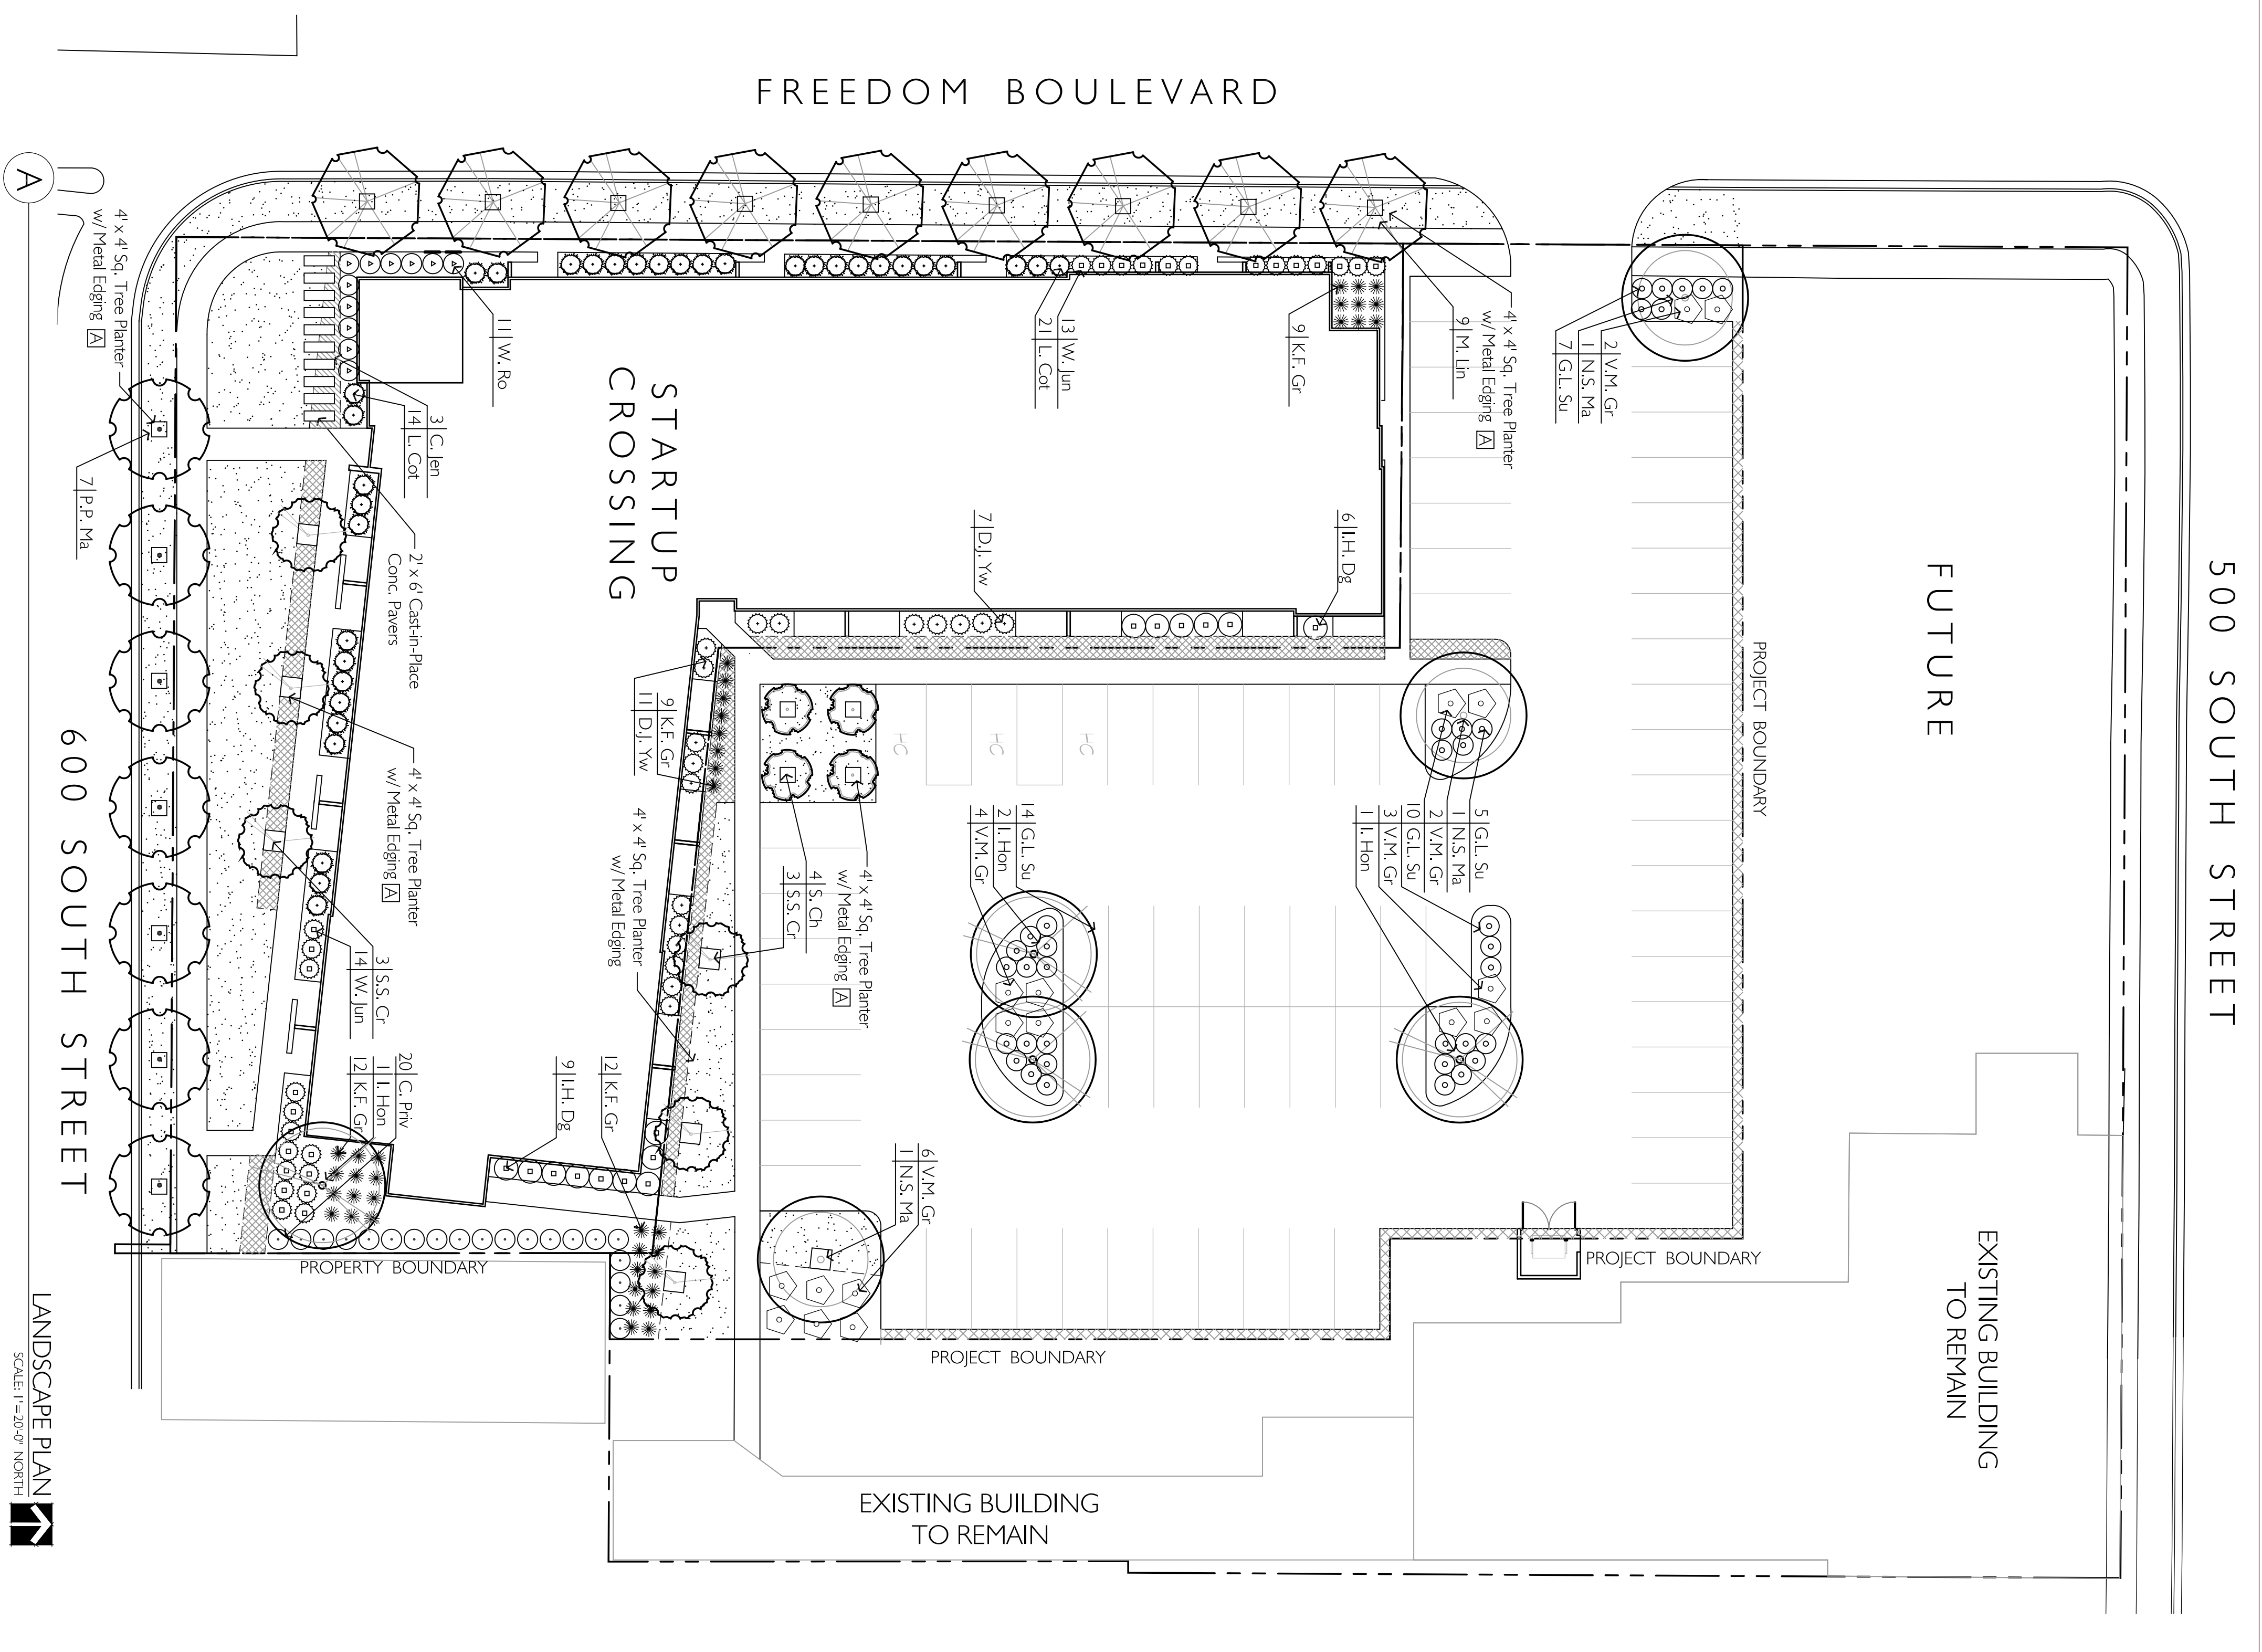 FREEDOM BOULEVARD
500 SOUTH STREET
600 SOUTH STREET
STARTUP
CROSSING
FUTURE
A
4' x 4' Sq. Tree Planter
w/ Metal Edging A
7 P.P. Ma
11 W. Ro
3 C. Jen
14 L. Cot
2' x 6' Cast-in-Place
Conc. Pavers
13 W. Jun
21 L. Cot
9 K.F. Gr
9 M. Lin
4' x 4' Sq. Tree Planter
w/ Metal Edging A
2 V.M. Gr
1 N.S. Ma
7 G.L. Su
7 D.J. Yw
6 I.H. Dg
9 K.F. Gr
11 D.J. Yw
HC
HC
HC
PROJECT BOUNDARY
4' x 4' Sq. Tree Planter
w/ Metal Edging A
4' x 4' Sq. Tree Planter
w/ Metal Edging
4 S. Ch
3 S.S. Cr
4' x 4' Sq. Tree Planter
w/ Metal Edging A
14 G.L. Su
2 I. Hon
4 V.M. Gr
5 G.L. Su
1 N.S. Ma
2 V.M. Gr
10 G.L. Su
3 V.M. Gr
1 I. Hon
3 S.S. Cr
14 W. Jun
20 C. Priv
1 I. Hon
12 K.F. Gr
9 I.H. Dg
12 K.F. Gr
6 V.M. Gr
1 N.S. Ma
PROPERTY BOUNDARY
PROJECT BOUNDARY
PROJECT BOUNDARY
EXISTING BUILDING
TO REMAIN
EXISTING BUILDING
TO REMAIN
LANDSCAPE PLAN
SCALE: 1"=20'-0" NORTH